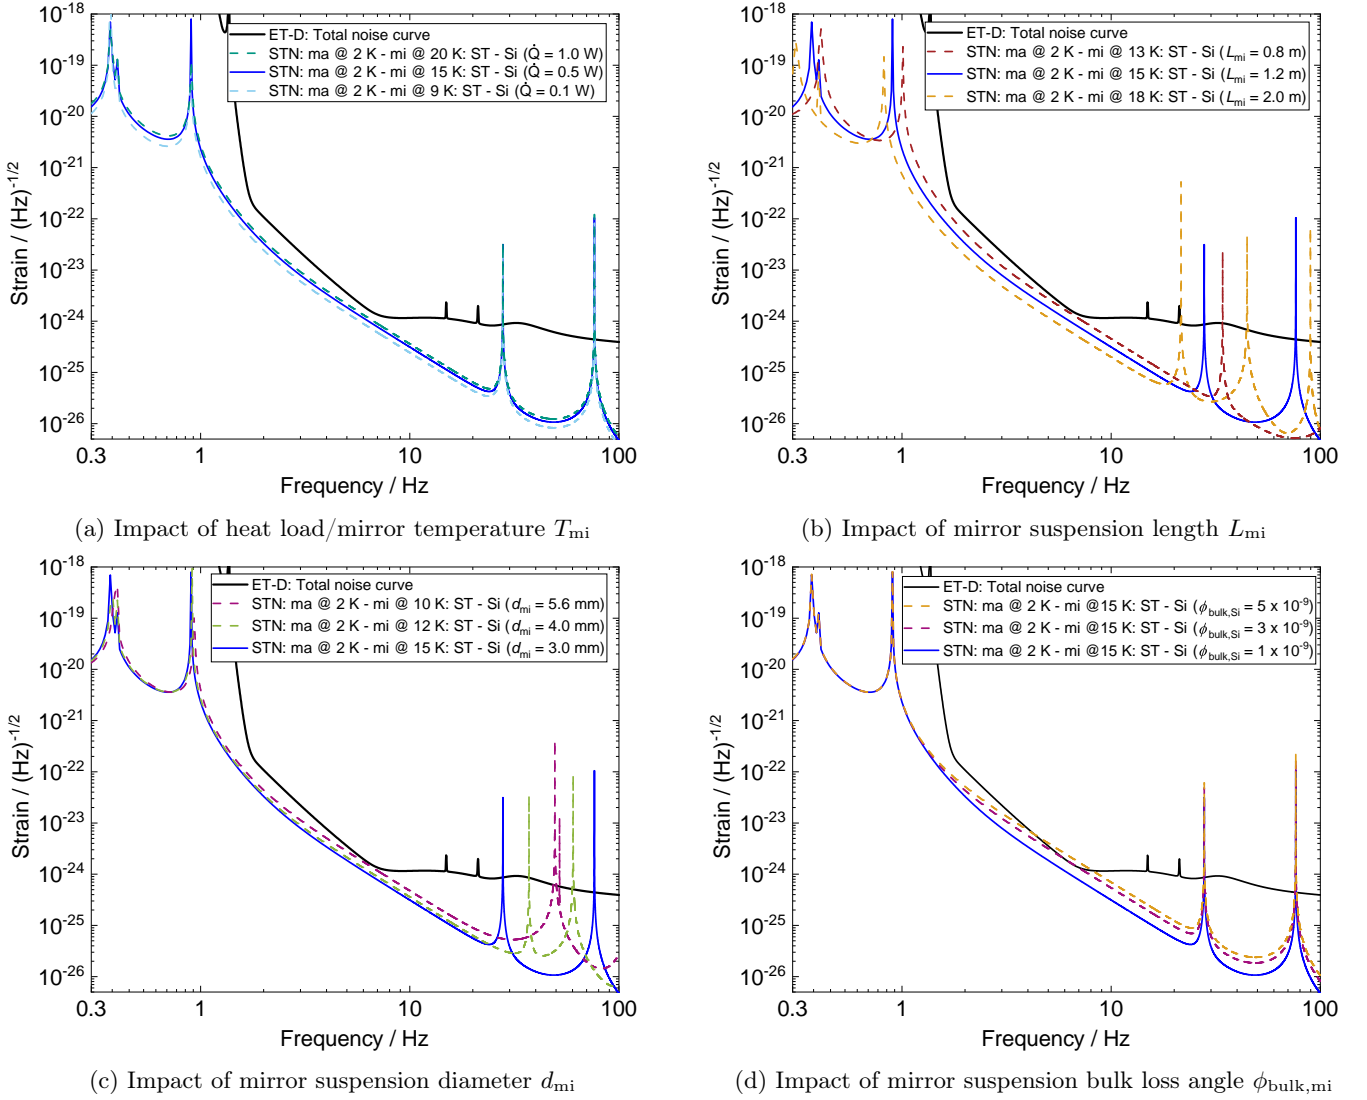 10⁻¹⁸
10⁻¹⁹
10⁻²⁰
10⁻²¹
10⁻²²
10⁻²³
10⁻²⁴
10⁻²⁵
10⁻²⁶
Strain / (Hz)⁻¹ᐟ²
ET-D: Total noise curve
STN: ma @ 2 K - mi @ 20 K: ST - Si (Q̇ = 1.0 W)
STN: ma @ 2 K - mi @ 15 K: ST - Si (Q̇ = 0.5 W)
STN: ma @ 2 K - mi @ 9 K: ST - Si (Q̇ = 0.1 W)
0.3 1 10 100
Frequency / Hz
(a) Impact of heat load/mirror temperature T_mi
10⁻¹⁸
10⁻¹⁹
10⁻²⁰
10⁻²¹
10⁻²²
10⁻²³
10⁻²⁴
10⁻²⁵
10⁻²⁶
Strain / (Hz)⁻¹ᐟ²
ET-D: Total noise curve
STN: ma @ 2 K - mi @ 13 K: ST - Si (L_mi = 0.8 m)
STN: ma @ 2 K - mi @ 15 K: ST - Si (L_mi = 1.2 m)
STN: ma @ 2 K - mi @ 18 K: ST - Si (L_mi = 2.0 m)
0.3 1 10 100
Frequency / Hz
(b) Impact of mirror suspension length L_mi
10⁻¹⁸
10⁻¹⁹
10⁻²⁰
10⁻²¹
10⁻²²
10⁻²³
10⁻²⁴
10⁻²⁵
10⁻²⁶
Strain / (Hz)⁻¹ᐟ²
ET-D: Total noise curve
STN: ma @ 2 K - mi @ 10 K: ST - Si (d_mi = 5.6 mm)
STN: ma @ 2 K - mi @ 12 K: ST - Si (d_mi = 4.0 mm)
STN: ma @ 2 K - mi @ 15 K: ST - Si (d_mi = 3.0 mm)
0.3 1 10 100
Frequency / Hz
(c) Impact of mirror suspension diameter d_mi
10⁻¹⁸
10⁻¹⁹
10⁻²⁰
10⁻²¹
10⁻²²
10⁻²³
10⁻²⁴
10⁻²⁵
10⁻²⁶
Strain / (Hz)⁻¹ᐟ²
ET-D: Total noise curve
STN: ma @ 2 K - mi @15 K: ST - Si (ϕ_bulk,Si = 5 x 10⁻⁹)
STN: ma @ 2 K - mi @15 K: ST - Si (ϕ_bulk,Si = 3 x 10⁻⁹)
STN: ma @ 2 K - mi @15 K: ST - Si (ϕ_bulk,Si = 1 x 10⁻⁹)
0.3 1 10 100
Frequency / Hz
(d) Impact of mirror suspension bulk loss angle ϕ_bulk,mi